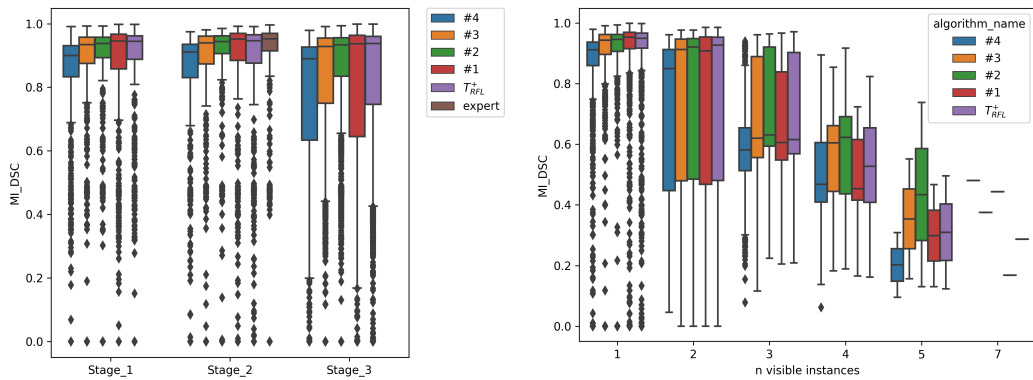 MI_DSC
1.0
0.8
0.6
0.4
0.2
0.0
Stage_1
Stage_2
Stage_3
#4
#3
#2
#1
T⁺_RFL
expert
MI_DSC
1.0
0.8
0.6
0.4
0.2
0.0
1
2
3
4
5
7
n visible instances
algorithm_name
#4
#3
#2
#1
T⁺_RFL